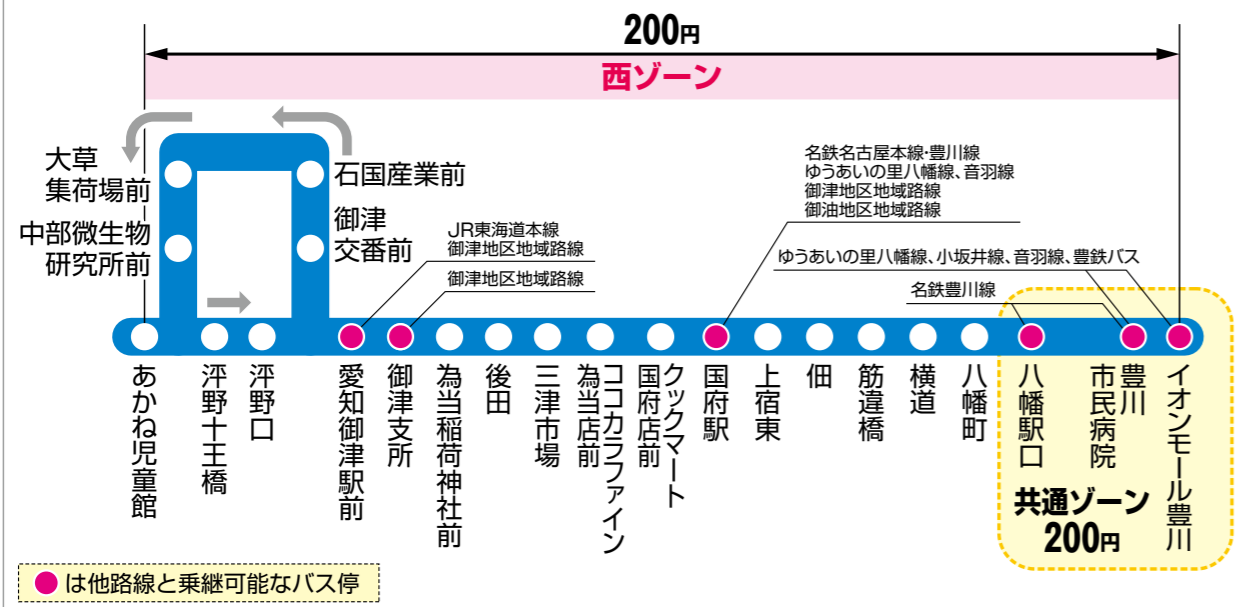 200円
西ゾーン
大草
集荷場前
石国産業前
中部微生物
研究所前
御津
交番前
JR東海道本線
御津地区地域路線
御津地区地域路線
名鉄名古屋本線・豊川線
ゆうあいの里八幡線、音羽線
御津地区地域路線
御油地区地域路線
ゆうあいの里八幡線、小坂井線、音羽線、豊鉄バス
名鉄豊川線
あかね児童館
泙野十王橋
泙野口
愛知御津駅前
御津支所
為当稲荷神社前
後田
三津市場
ココカラファイン
為当店前
クックマート
国府店前
国府駅
上宿東
佃
筋違橋
横道
八幡町
八幡駅口
豊川
市民病院
イオンモール豊川
共通ゾーン
200円
は他路線と乗継可能なバス停